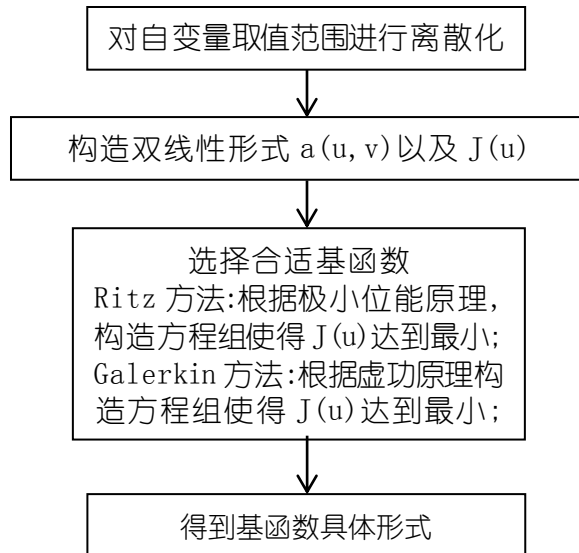 对自变量取值范围进行离散化
构造双线性形式 a(u,v)以及 J(u)
选择合适基函数
Ritz 方法:根据极小位能原理,
构造方程组使得 J(u)达到最小;
Galerkin 方法:根据虚功原理构
造方程组使得 J(u)达到最小;
得到基函数具体形式